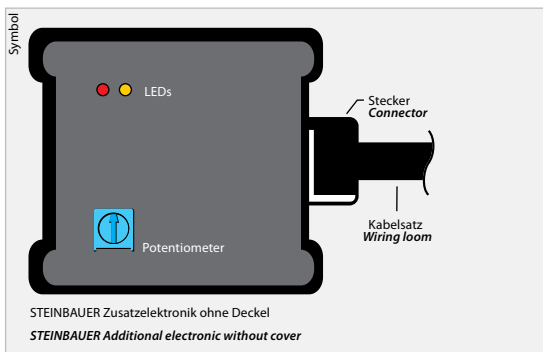 Symbol
LEDs
Stecker
Connector
Kabelsatz
Wiring loom
Potentiometer
STEINBAUER Zusatzelektronik ohne Deckel
STEINBAUER Additional electronic without cover